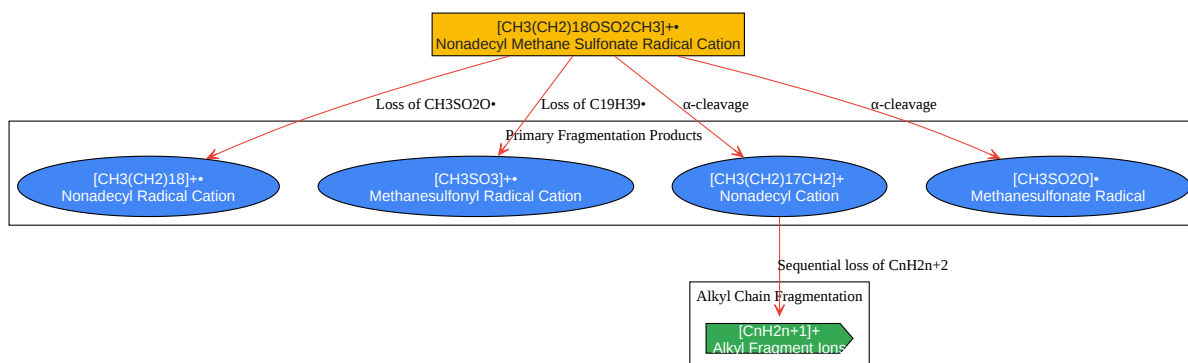 [CH3(CH2)18OSO2CH3]+•
Nonadecyl Methane Sulfonate Radical Cation
Loss of CH3SO2O•
Loss of C19H39•
α-cleavage
α-cleavage
Primary Fragmentation Products
[CH3(CH2)18]+•
Nonadecyl Radical Cation
[CH3SO3]+•
Methanesulfonyl Radical Cation
[CH3(CH2)17CH2]+
Nonadecyl Cation
[CH3SO2O]•
Methanesulfonate Radical
Sequential loss of CnH2n+2
Alkyl Chain Fragmentation
[CnH2n+1]+
Alkyl Fragment Ions